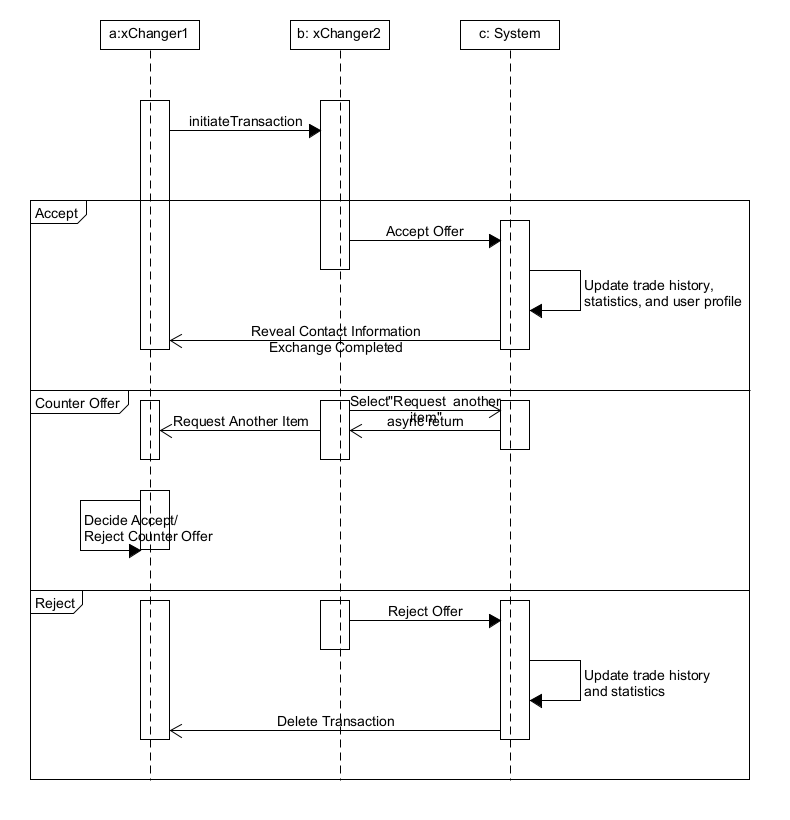 a:xChanger1
b: xChanger2
c: System
initiateTransaction
Accept
Accept Offer
Update trade history,
statistics, and user profile
Reveal Contact Information
Exchange Completed
Counter Offer
Select"Request another
item"
Request Another Item
async return
Decide Accept/
Reject Counter Offer
Reject
Reject Offer
Update trade history
and statistics
Delete Transaction